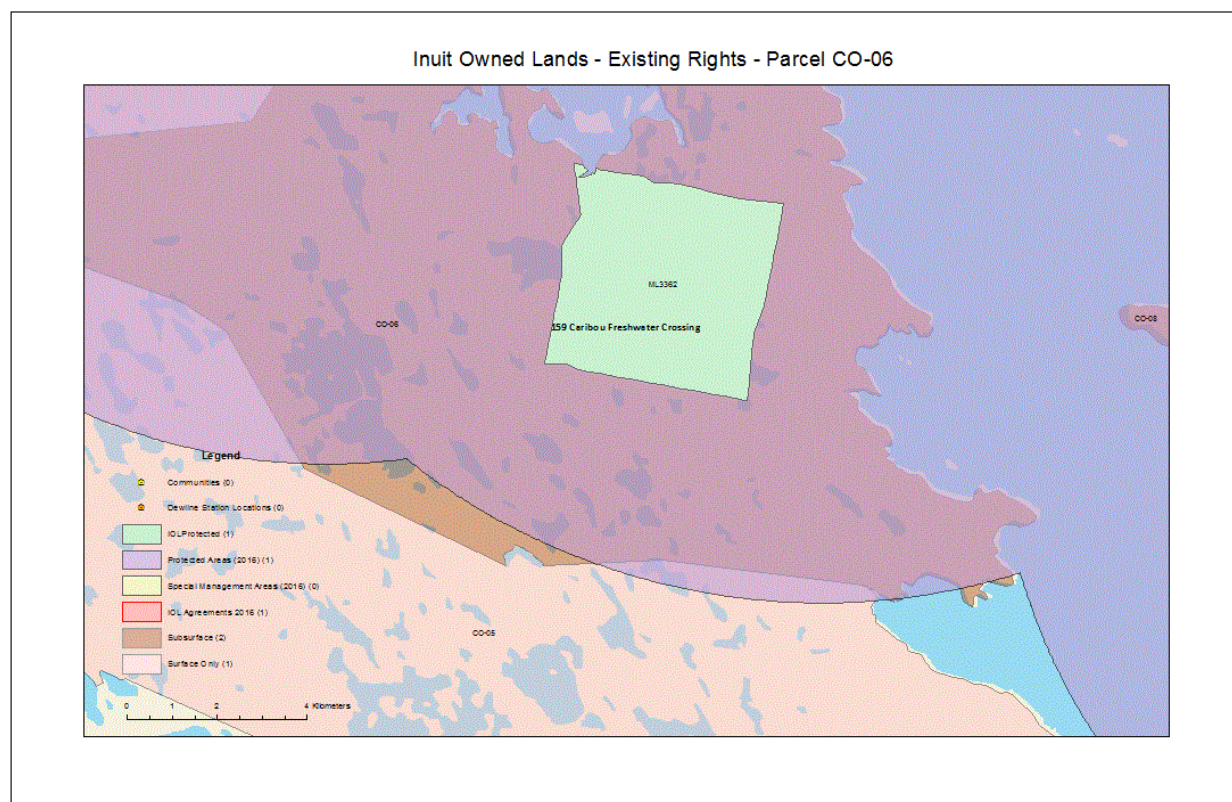 Inuit Owned Lands - Existing Rights - Parcel CO-06
ML3362
159 Caribou Freshwater Crossing
CO-06
CO-08
CO-05
Legend
Communities (0)
Dewline Station Locations (0)
IOLProtected (1)
Protected Areas (2016) (1)
Special Management Areas (2016) (0)
IOL Agreements 2016 (1)
Subsurface (2)
Surface Only (1)
0 1 2 4 Kilometers